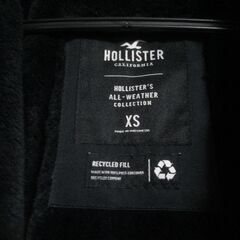 HOLLISTER
CALIFORNIA
HOLLISTER'S
ALL-WEATHER
COLLECTION
XS
RECYCLED FILL